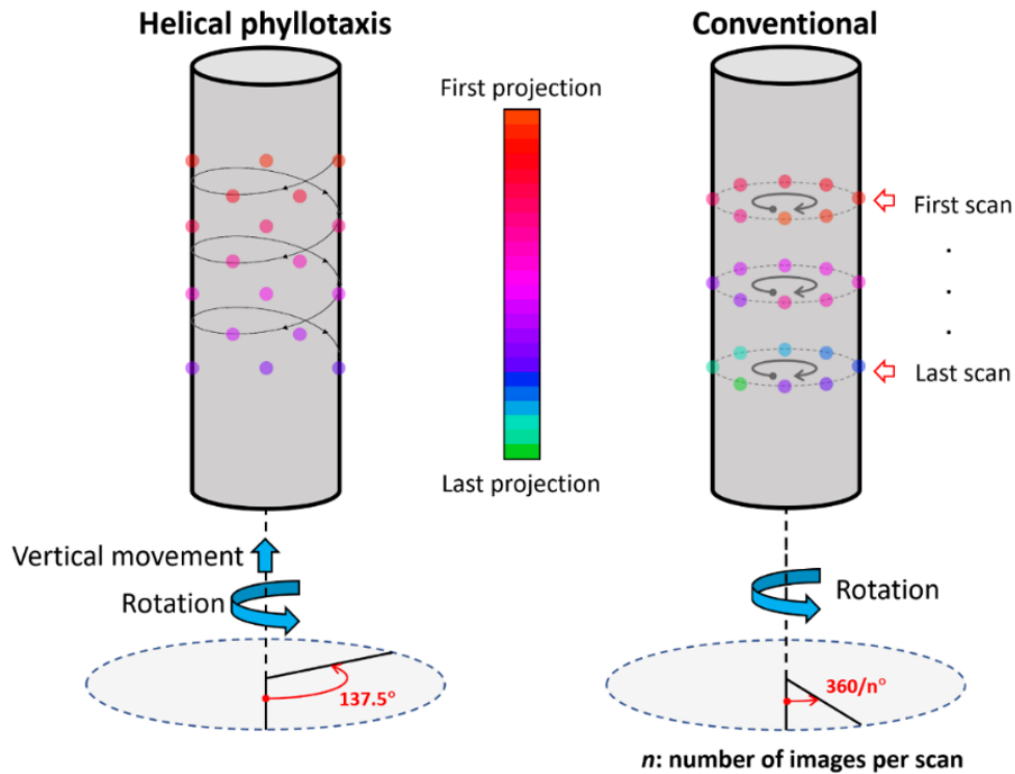 Helical phyllotaxis
Conventional
First projection
First scan
.
.
.
Last scan
Last projection
Vertical movement
Rotation
Rotation
137.5°
360/n°
n: number of images per scan